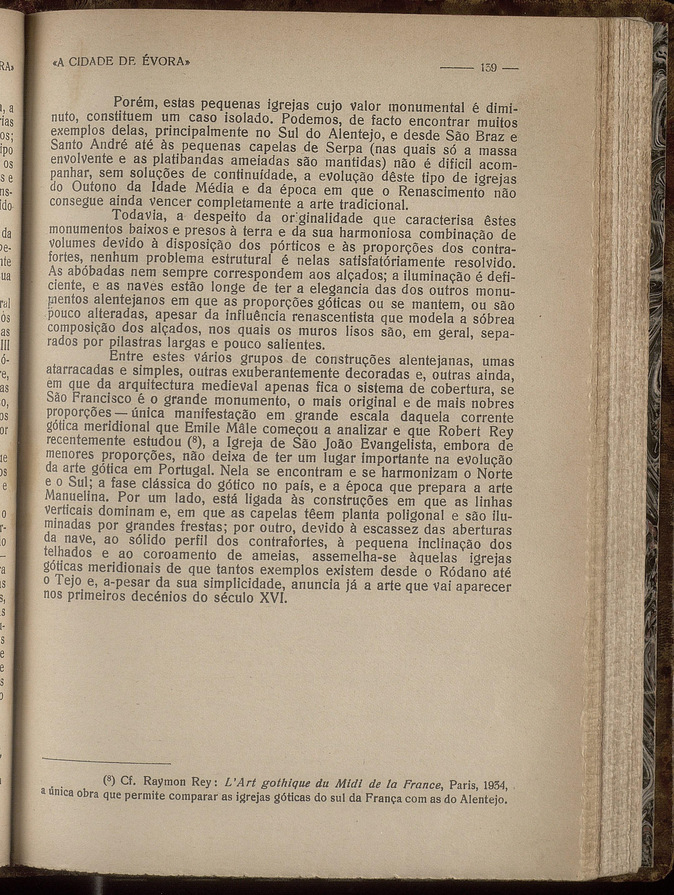 «A CIDADE DE ÉVORA»
—— 139 —
Porém, estas pequenas igrejas cujo valor monumental é dimi-
nuto, constituem um caso isolado. Podemos, de facto encontrar muitos
exemplos delas, principalmente no Sul do Alentejo, e desde São Braz e
Santo André até às pequenas capelas de Serpa (nas quais só a massa
envolvente e as platibandas ameiadas são mantidas) não é difícil acom-
panhar, sem soluções de continuídade, a evolução dêste tipo de igrejas
do Outono da Idade Média e da época em que o Renascimento não
consegue ainda vencer completamente a arte tradicional.
Todavia, a despeito da originalidade que caracterisa êstes
monumentos baixos e presos à terra e da sua harmoniosa combinação de
volumes devido à disposição dos pórticos e às proporções dos contra-
fortes, nenhum problema estrutural é nelas satisfatóriamente resolvido.
As abóbadas nem sempre correspondem aos alçados; a iluminação é defi-
ciente, e as naves estão longe de ter a elegancia das dos outros monu-
mentos alentejanos em que as proporções góticas ou se mantem, ou são
pouco alteradas, apesar da influência renascentista que modela a sóbrea
composição dos alçados, nos quais os muros lisos são, em geral, sepa-
rados por pilastras largas e pouco salientes.
Entre estes vários grupos de construções alentejanas, umas
atarracadas e simples, outras exuberantemente decoradas e, outras ainda,
em que da arquitectura medieval apenas fica o sistema de cobertura, se
São Francisco é o grande monumento, o mais original e de mais nobres
proporções — única manifestação em grande escala daquela corrente
gótica meridional que Emile Mâle começou a analizar e que Robert Rey
recentemente estudou (⁸), a Igreja de São João Evangelista, embora de
menores proporções, não deixa de ter um lugar importante na evolução
da arte gótica em Portugal. Nela se encontram e se harmonizam o Norte
e o Sul; a fase clássica do gótico no país, e a época que prepara a arte
Manuelina. Por um lado, está ligada às construções em que as linhas
verticais dominam e, em que as capelas têem planta poligonal e são ilu-
minadas por grandes frestas; por outro, devido à escassez das aberturas
da nave, ao sólido perfil dos contrafortes, à pequena inclinação dos
telhados e ao coroamento de ameias, assemelha-se àquelas igrejas
góticas meridionais de que tantos exemplos existem desde o Ródano até
o Tejo e, a-pesar da sua simplicidade, anuncia já a arte que vai aparecer
nos primeiros decénios do século XVI.
(⁸) Cf. Raymon Rey: L'Art gothique du Midi de la France, Paris, 1934,
a única obra que permite comparar as igrejas góticas do sul da França com as do Alentejo.